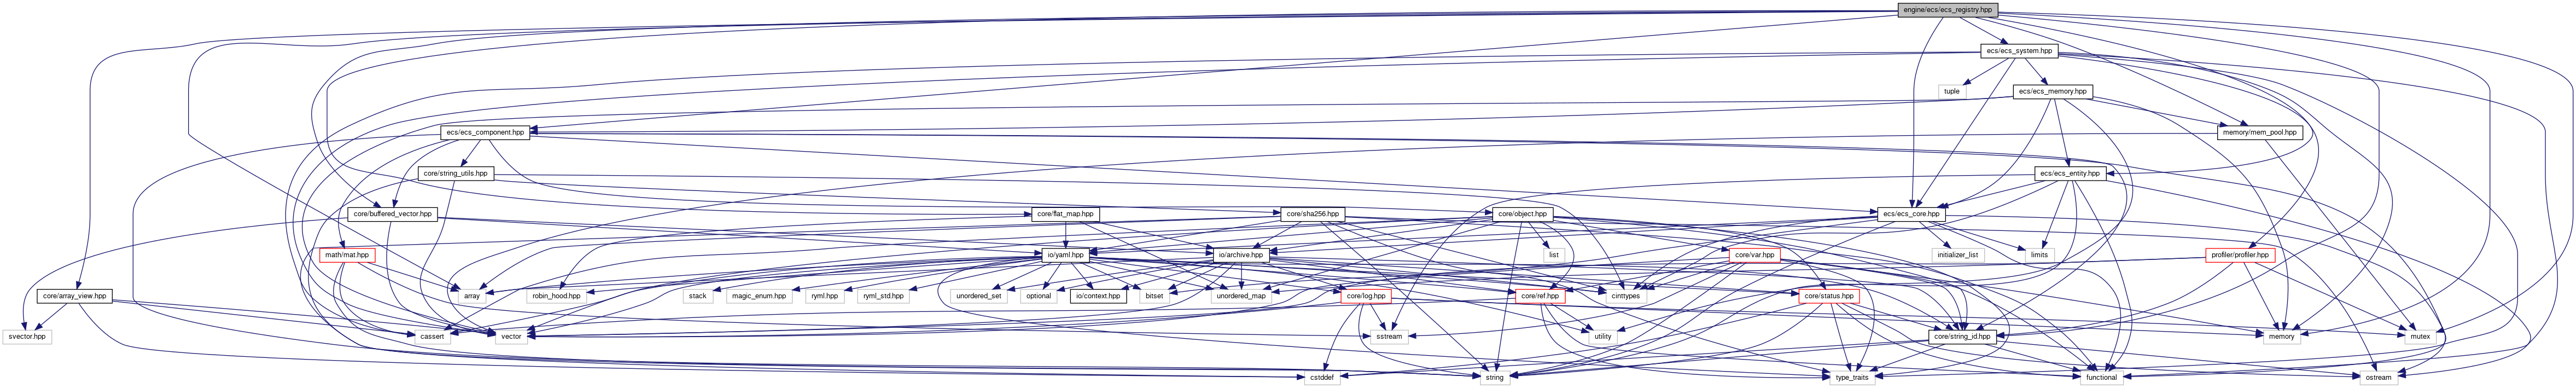 engine/ecs/ecs_registry.hpp
ecs/ecs_system.hpp
tuple
ecs/ecs_memory.hpp
ecs/ecs_component.hpp
memory/mem_pool.hpp
core/string_utils.hpp
ecs/ecs_entity.hpp
core/buffered_vector.hpp
core/flat_map.hpp
core/sha256.hpp
core/object.hpp
ecs/ecs_core.hpp
math/mat.hpp
io/yaml.hpp
io/archive.hpp
list
core/var.hpp
initializer_list
limits
profiler/profiler.hpp
core/array_view.hpp
array
robin_hood.hpp
stack
magic_enum.hpp
ryml.hpp
ryml_std.hpp
unordered_set
optional
io/context.hpp
bitset
unordered_map
core/log.hpp
core/ref.hpp
cinttypes
core/status.hpp
svector.hpp
cassert
vector
sstream
utility
core/string_id.hpp
memory
mutex
cstddef
string
type_traits
functional
ostream